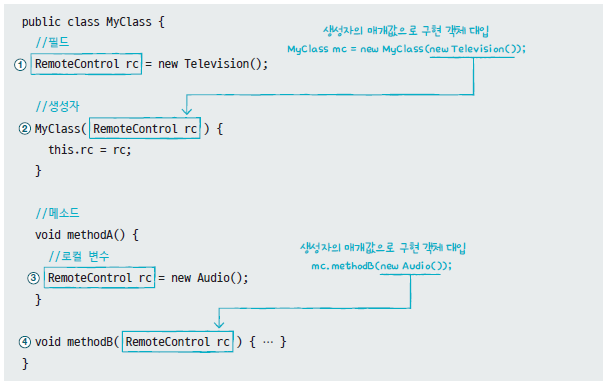 public class MyClass {
//필드
① RemoteControl rc = new Television();
생성자의 매개값으로 구현 객체 대입
MyClass mc = new MyClass(new Television());
//생성자
② MyClass( RemoteControl rc ) {
this.rc = rc;
}
//메소드
void methodA() {
//로컬 변수
③ RemoteControl rc = new Audio();
}
생성자의 매개값으로 구현 객체 대입
mc.methodB(new Audio());
④ void methodB( RemoteControl rc ) { … }
}